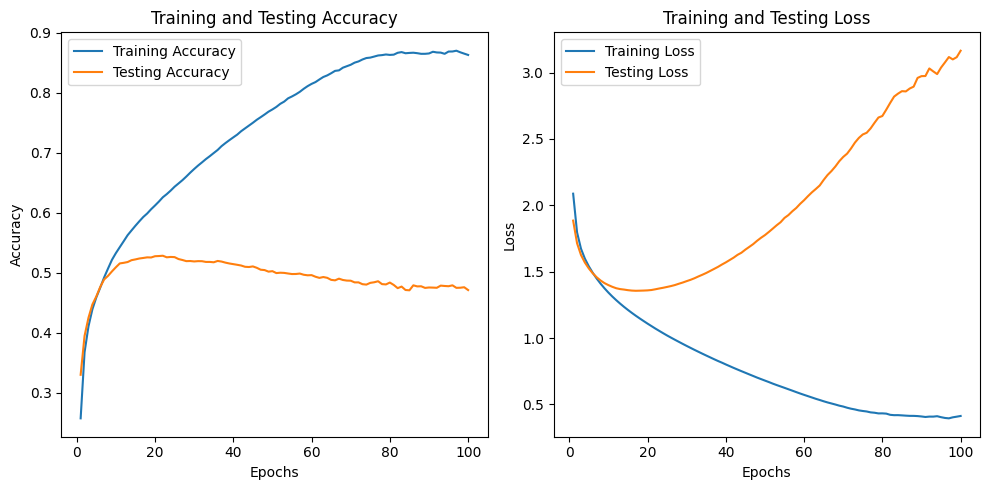 Training and Testing Accuracy
Training Accuracy
Testing Accuracy
0.9
0.8
0.7
0.6
0.5
0.4
0.3
Accuracy
0 20 40 60 80 100
Epochs
Training and Testing Loss
Training Loss
Testing Loss
3.0
2.5
2.0
1.5
1.0
0.5
Loss
0 20 40 60 80 100
Epochs